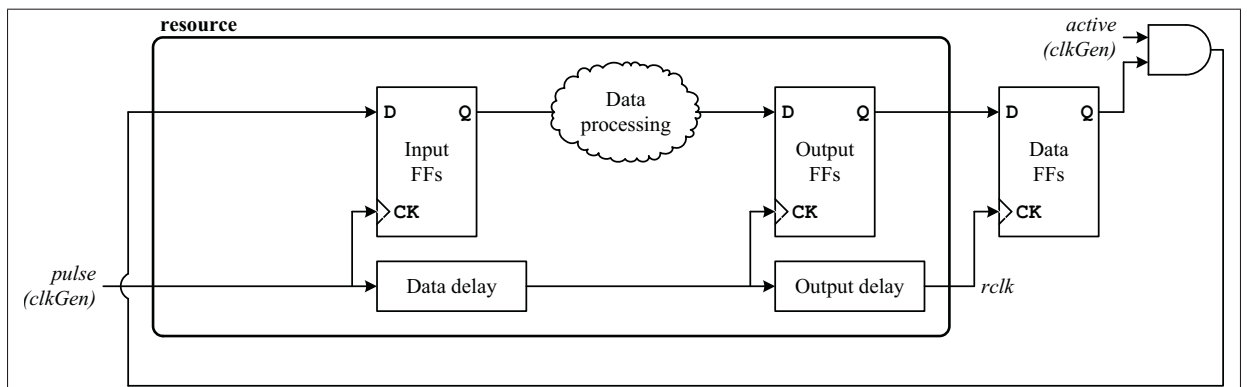 resource
active
(clkGen)
D Q
Input
FFs
CK
Data
processing
D Q
Output
FFs
CK
D Q
Data
FFs
CK
pulse
(clkGen)
Data delay
Output delay
rclk